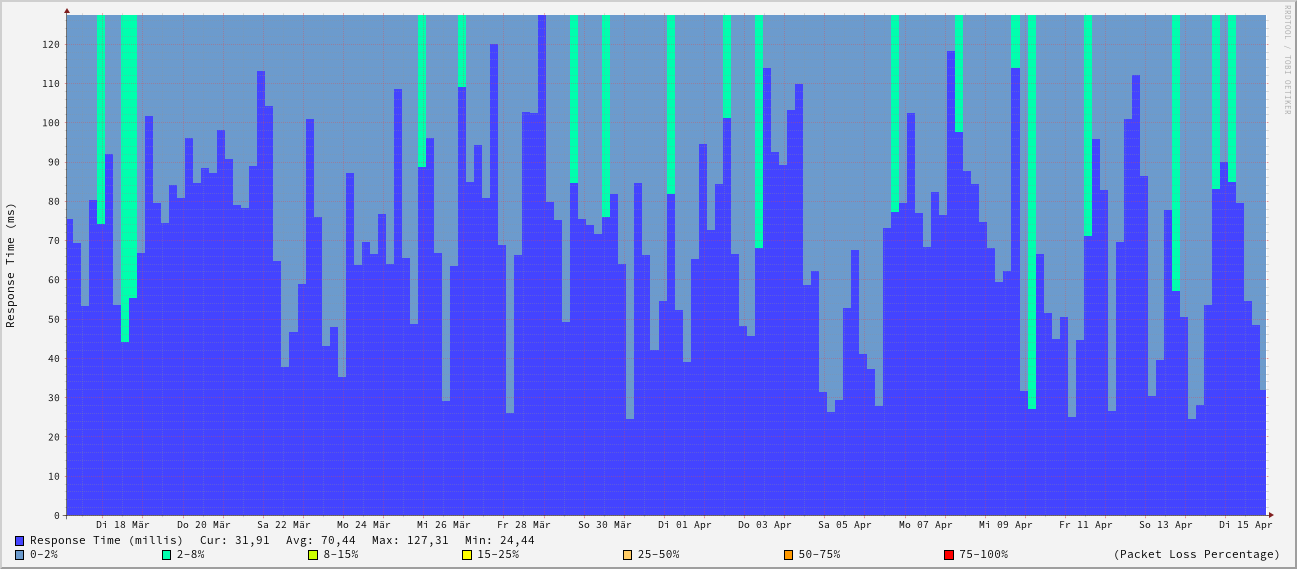 RRDTOOL / TOBI OETIKER
Response Time (ms)
120
110
100
90
80
70
60
50
40
30
20
10
0
Di 18 Mär Do 20 Mär Sa 22 Mär Mo 24 Mär Mi 26 Mär Fr 28 Mär So 30 Mär Di 01 Apr Do 03 Apr Sa 05 Apr Mo 07 Apr Mi 09 Apr Fr 11 Apr So 13 Apr Di 15 Apr
Response Time (millis) Cur: 31,91 Avg: 70,44 Max: 127,31 Min: 24,44
0-2% 2-8% 8-15% 15-25% 25-50% 50-75% 75-100% (Packet Loss Percentage)